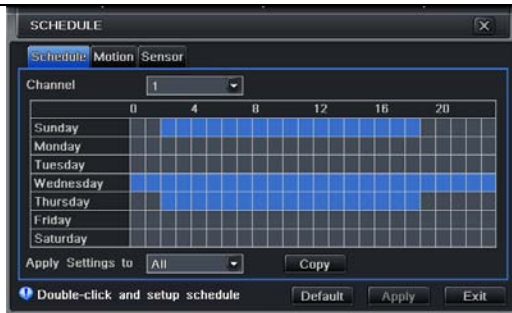 SCHEDULE
Schedule Motion Sensor
Channel 1
0 4 8 12 16 20
Sunday
Monday
Tuesday
Wednesday
Thursday
Friday
Saturday
Apply Settings to All Copy
Double-click and setup schedule Default Apply Exit